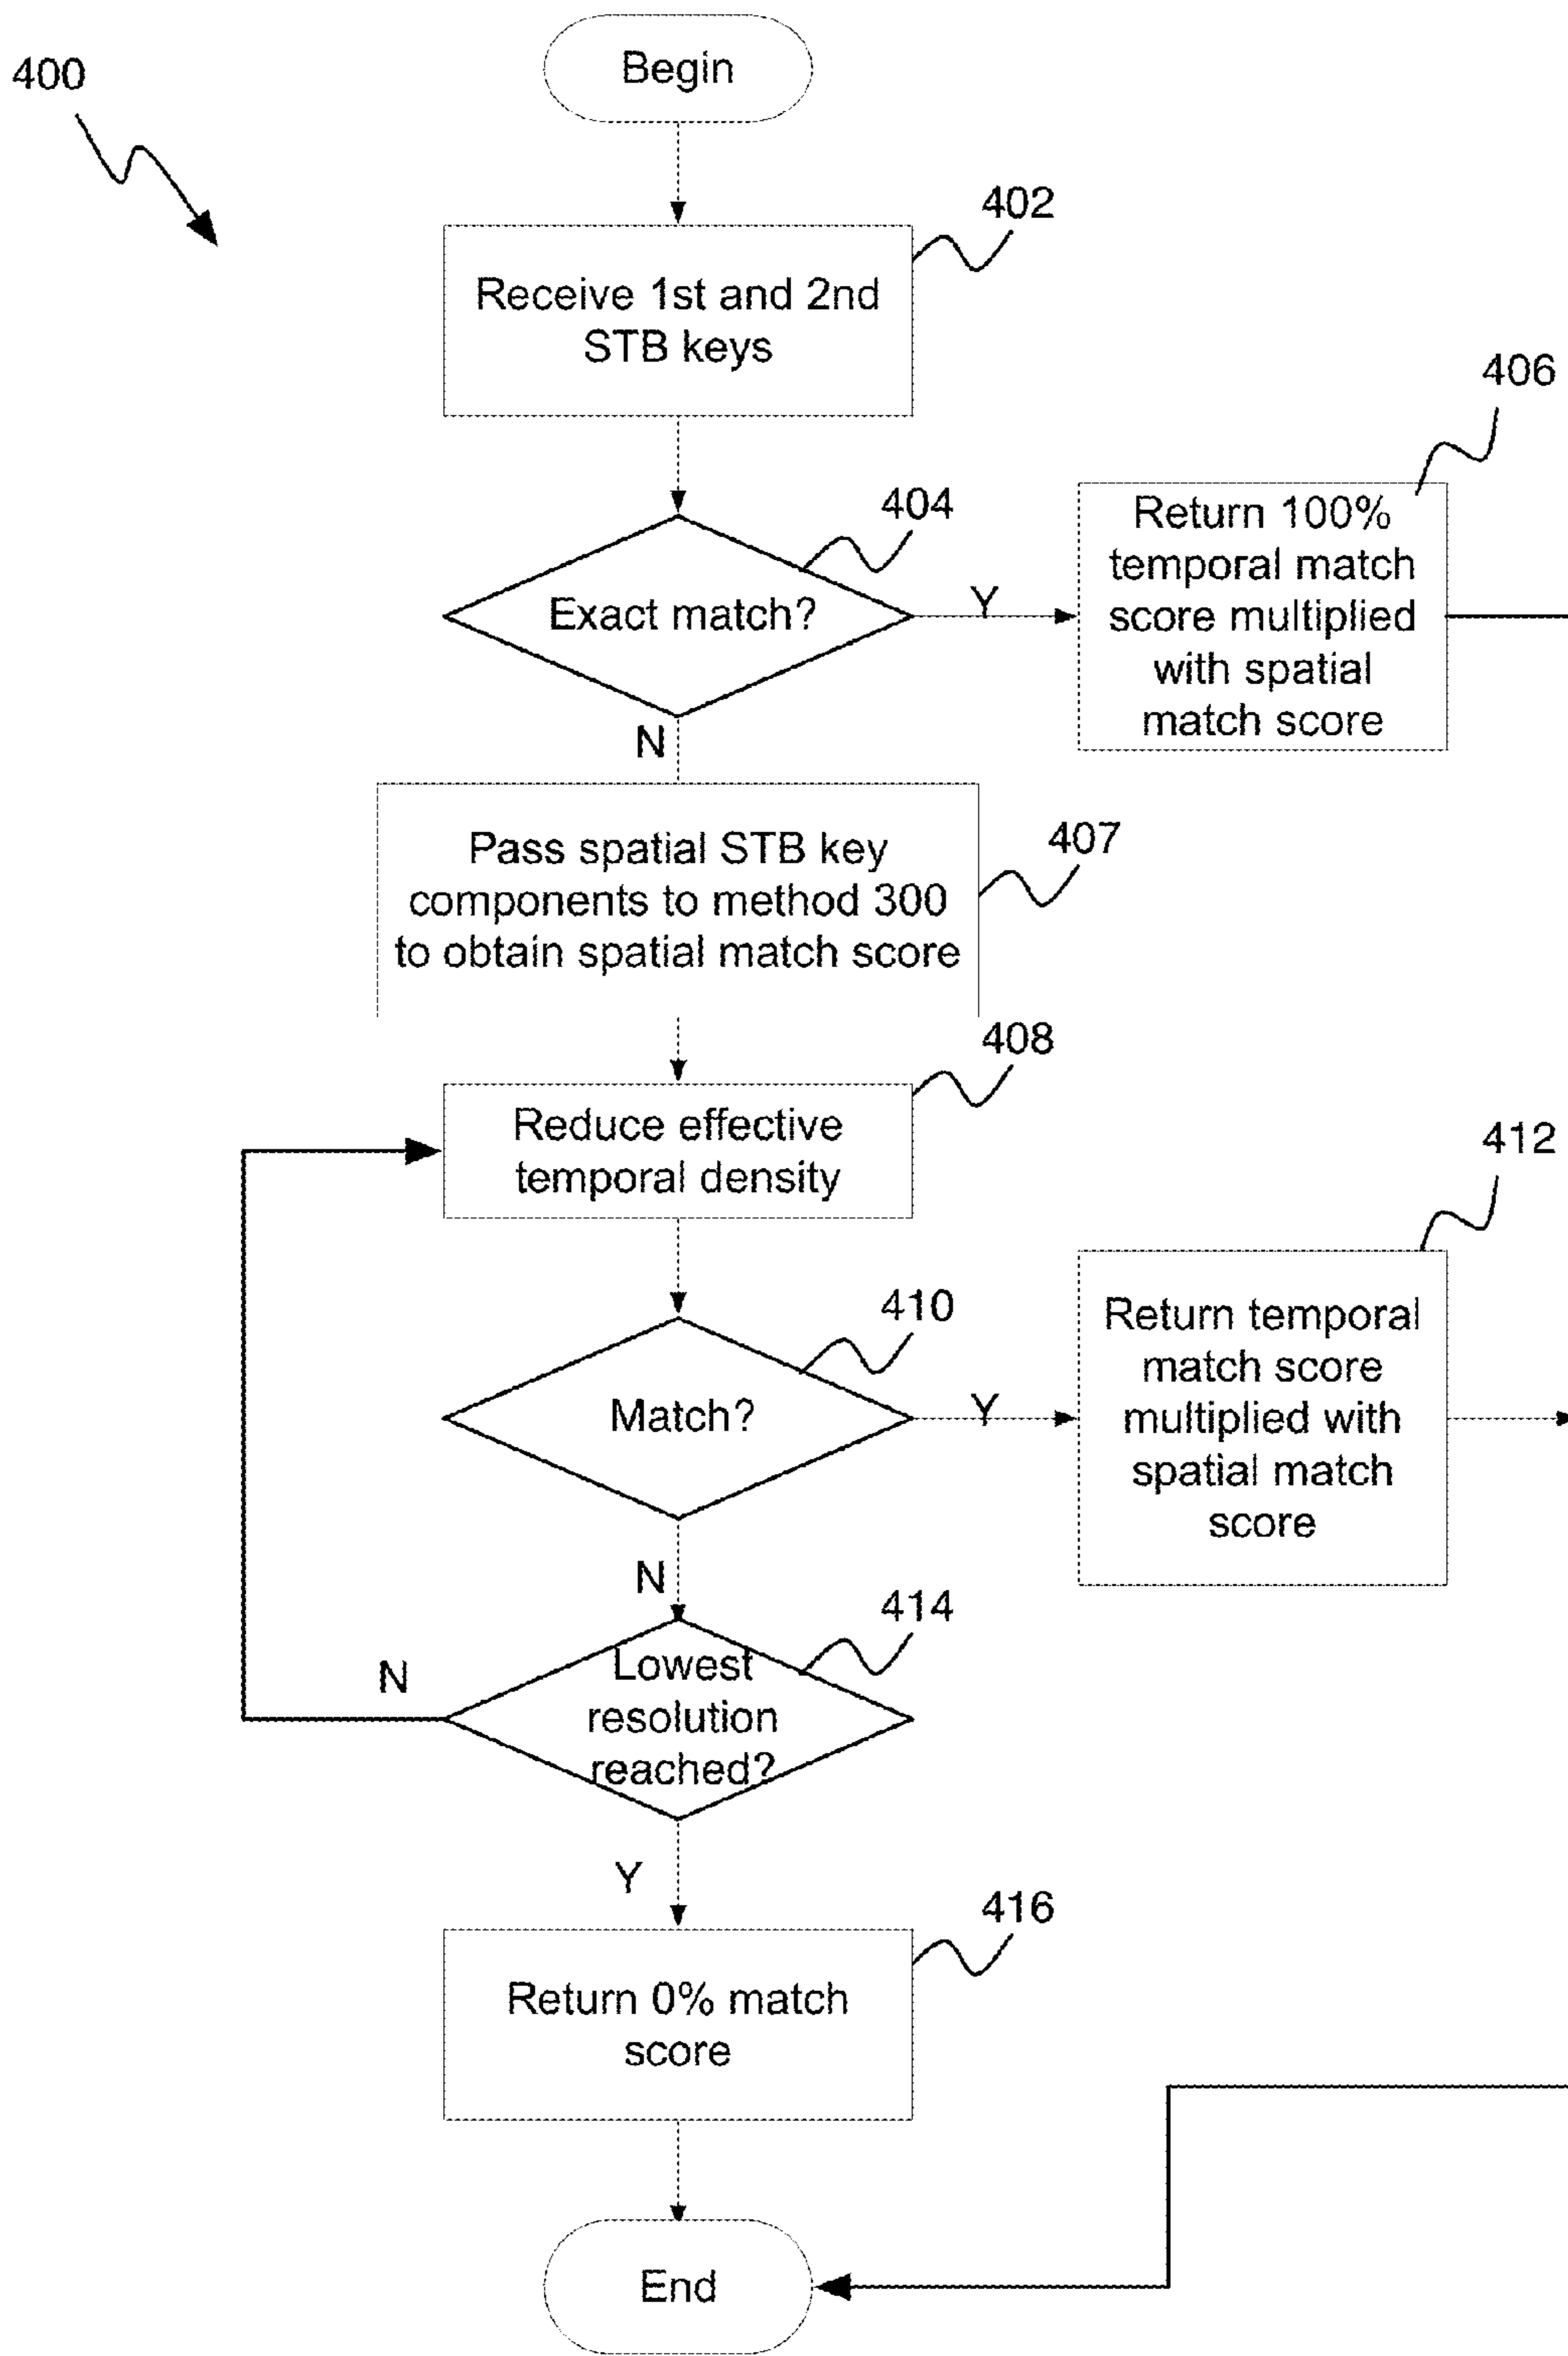 400
Begin
402
Receive 1st and 2nd
STB keys
404
Exact match?
Y
406
Return 100%
temporal match
score multiplied
with spatial
match score
N
407
Pass spatial STB key
components to method 300
to obtain spatial match score
408
Reduce effective
temporal density
410
Match?
Y
412
Return temporal
match score
multiplied with
spatial match
score
N
414
Lowest
resolution
reached?
N
Y
416
Return 0% match
score
End